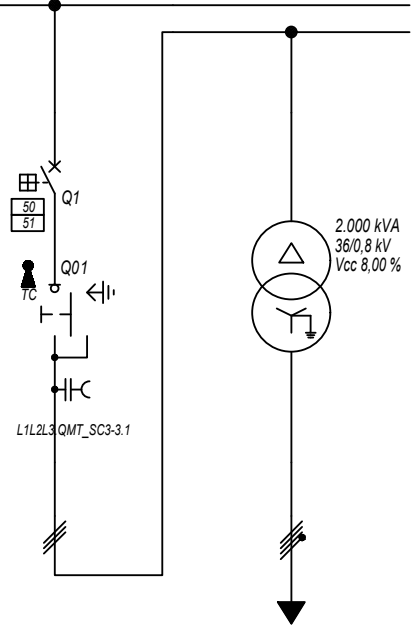 Q1
50
51
Q01
TC
L1L2L3 QMT_SC3-3.1
2.000 kVA
36/0,8 kV
Vcc 8,00 %